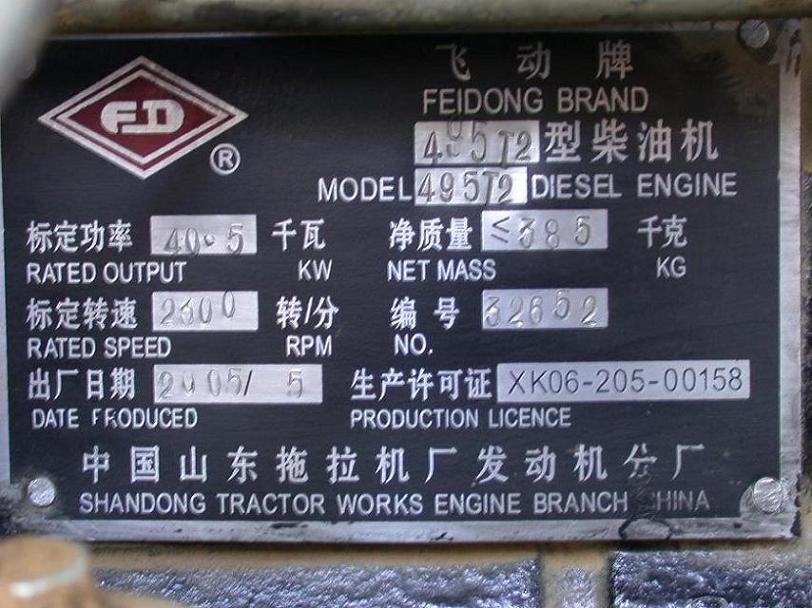 飞动牌
FEIDONG BRAND
FD ®
495T2 型柴油机
MODEL 495T2 DIESEL ENGINE
标定功率 40.5 千瓦 净质量 ≤385 千克
RATED OUTPUT KW NET MASS KG
标定转速 2600 转/分 编号 32652
RATED SPEED RPM NO.
出厂日期 2005/ 5 生产许可证 XK06-205-00158
DATE PRODUCED PRODUCTION LICENCE
中国山东拖拉机厂发动机分厂
SHANDONG TRACTOR WORKS ENGINE BRANCH CHINA